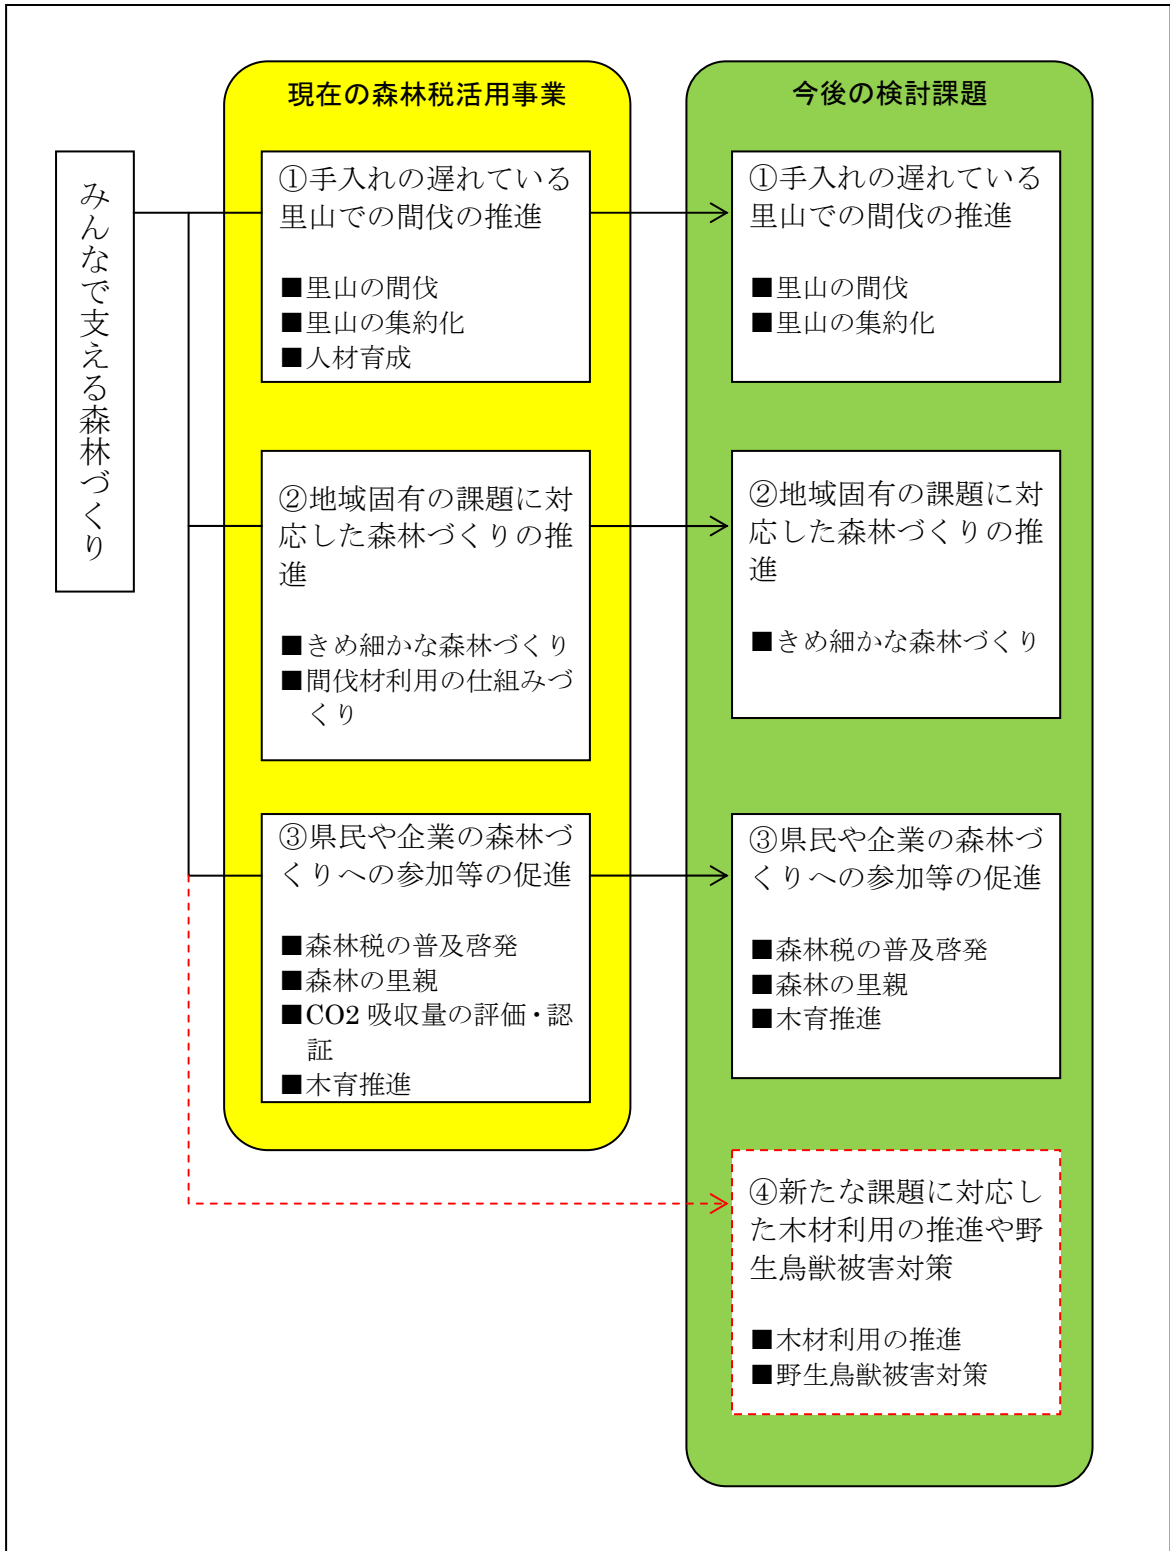 みんなで支える森林づくり
現在の森林税活用事業
①手入れの遅れている
里山での間伐の推進
■里山の間伐
■里山の集約化
■人材育成
②地域固有の課題に対
応した森林づくりの推
進
■きめ細かな森林づくり
■間伐材利用の仕組みづ
くり
③県民や企業の森林づ
くりへの参加等の促進
■森林税の普及啓発
■森林の里親
■CO2 吸収量の評価・認
証
■木育推進
今後の検討課題
①手入れの遅れている
里山での間伐の推進
■里山の間伐
■里山の集約化
②地域固有の課題に対
応した森林づくりの推
進
■きめ細かな森林づくり
③県民や企業の森林づ
くりへの参加等の促進
■森林税の普及啓発
■森林の里親
■木育推進
④新たな課題に対応し
た木材利用の推進や野
生鳥獣被害対策
■木材利用の推進
■野生鳥獣被害対策